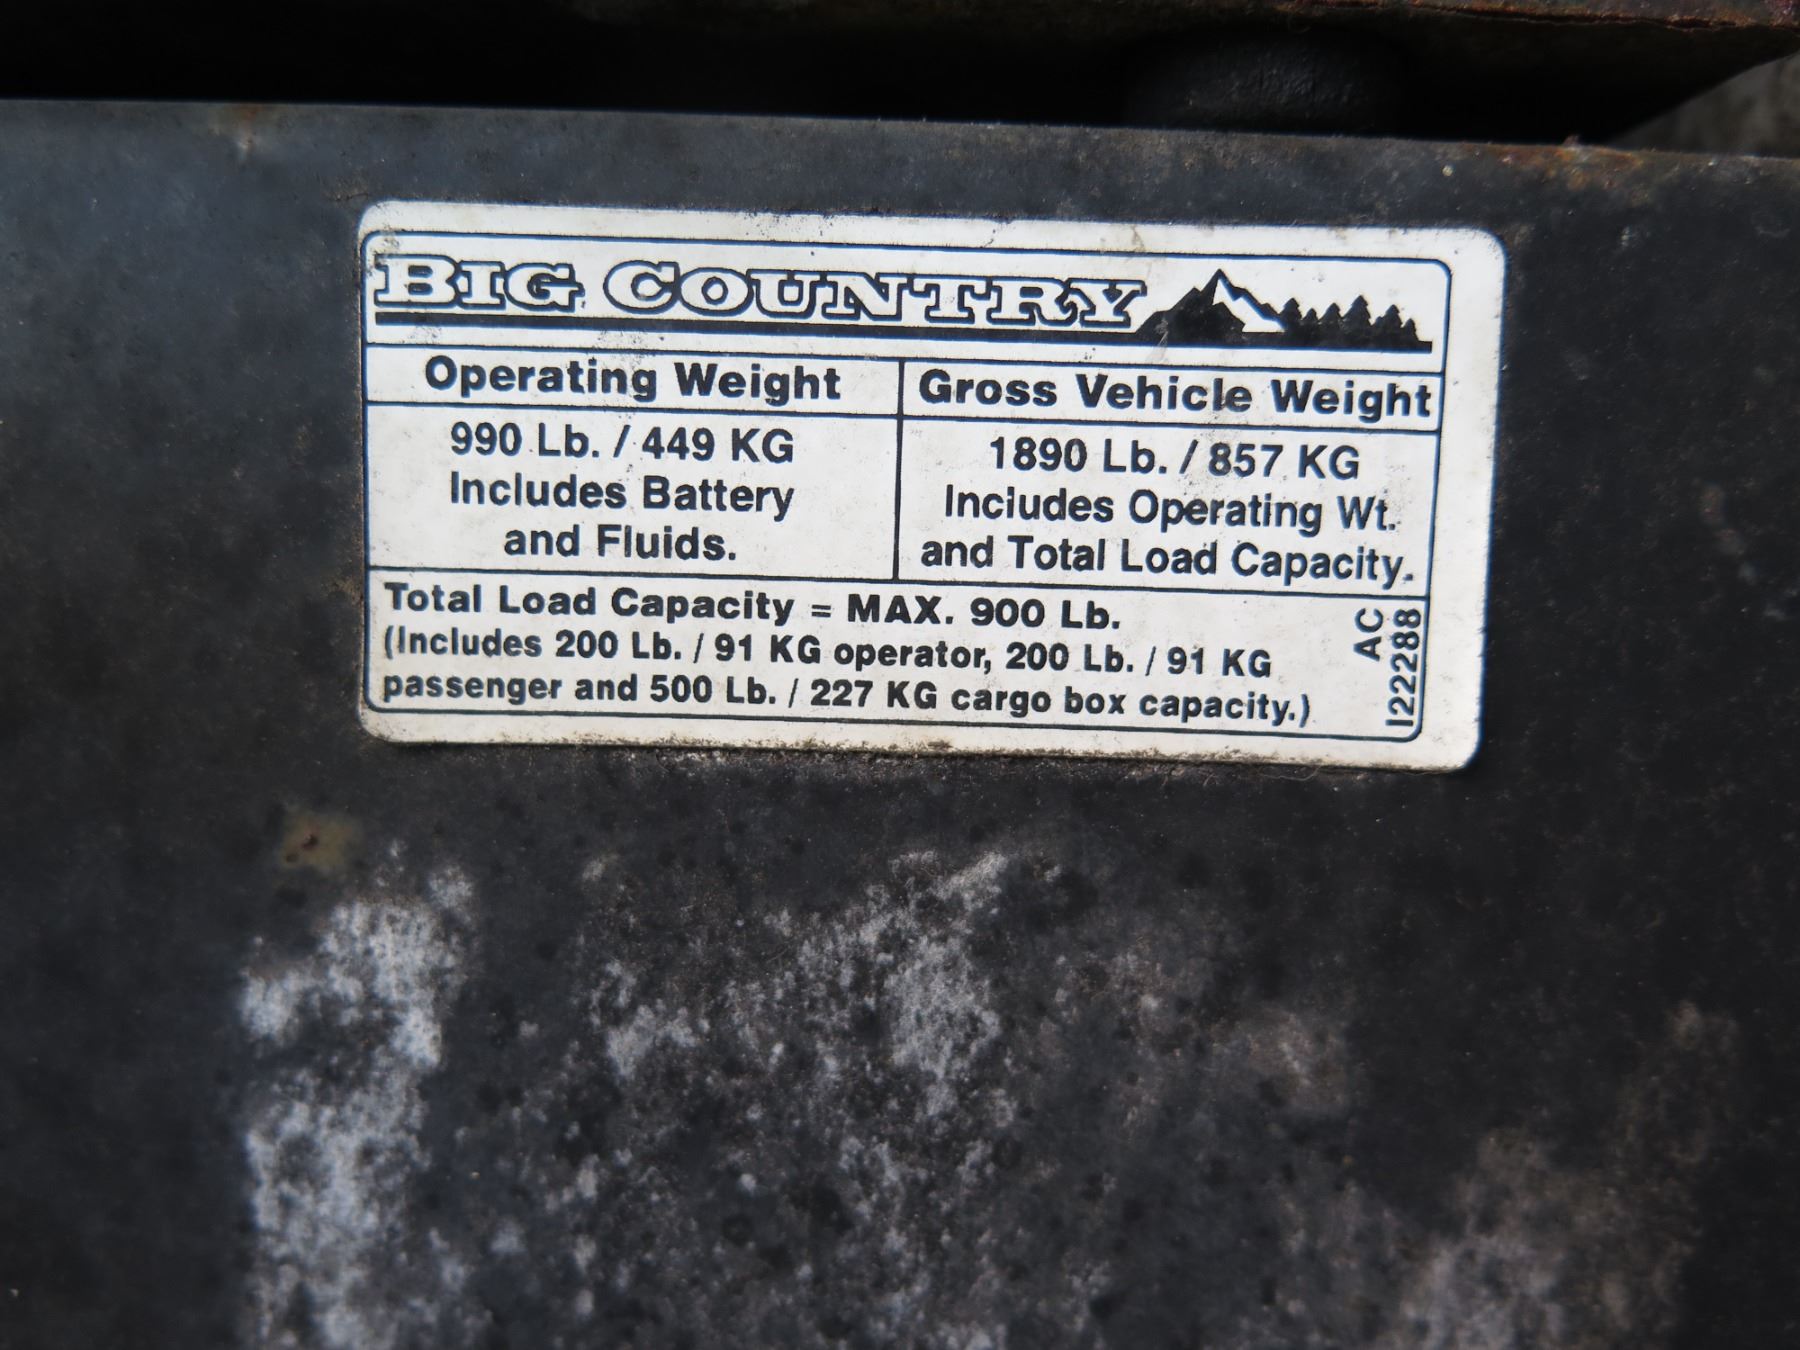 BIG COUNTRY
Operating Weight
990 Lb. / 449 KG
Includes Battery
and Fluids.
Gross Vehicle Weight
1890 Lb. / 857 KG
Includes Operating Wt.
and Total Load Capacity.
Total Load Capacity = MAX. 900 Lb.
(Includes 200 Lb. / 91 KG operator, 200 Lb. / 91 KG
passenger and 500 Lb. / 227 KG cargo box capacity.)
AC
122288